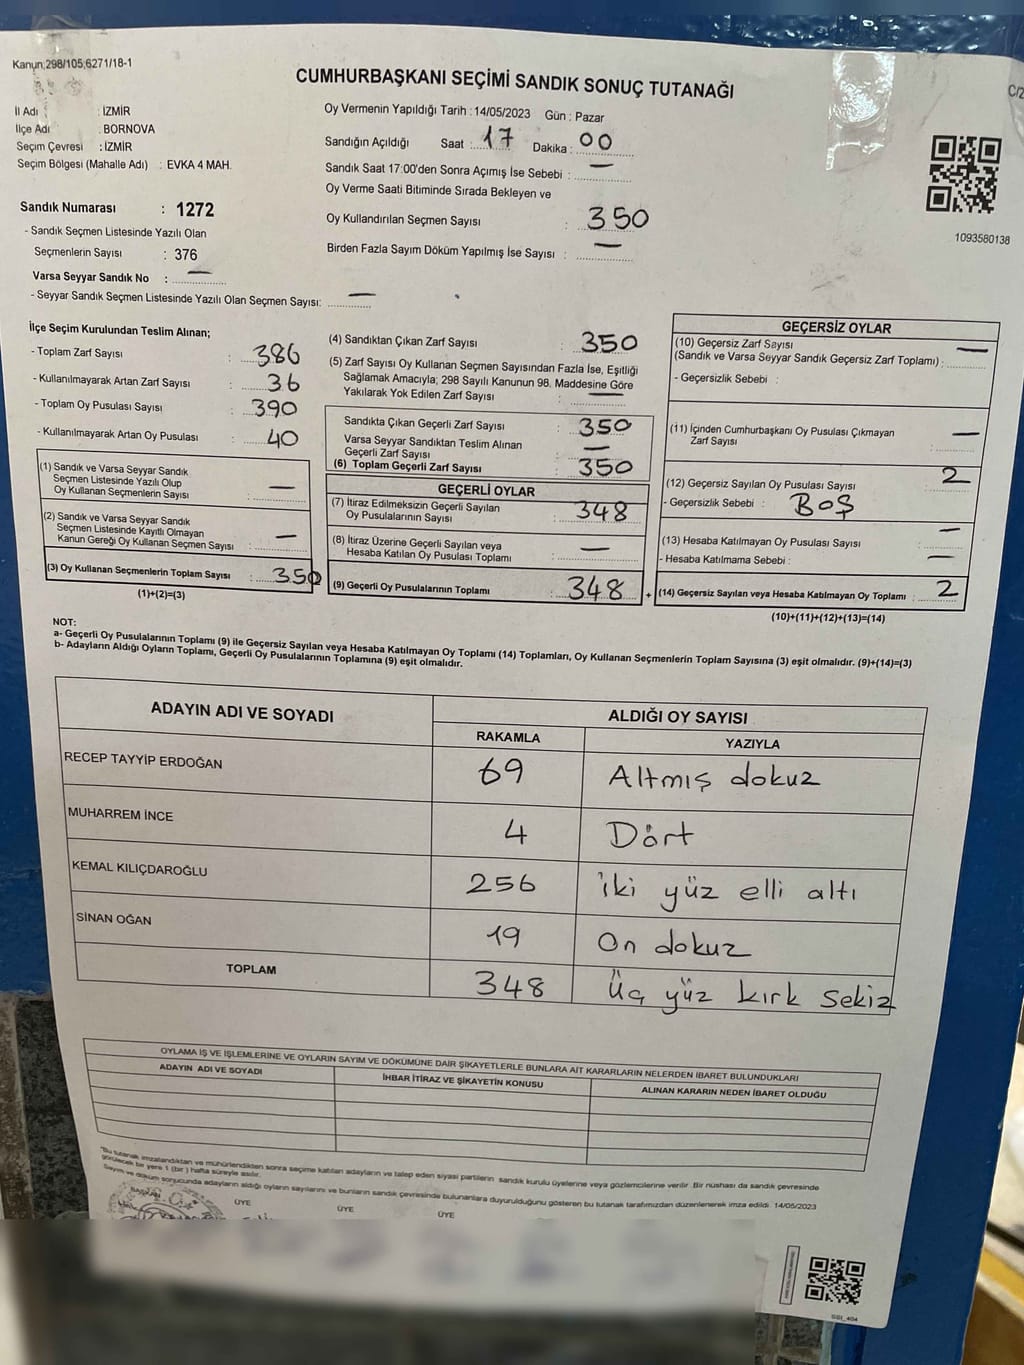 Kanun;298/105;6271/18-1
CUMHURBAŞKANI SEÇİMİ SANDIK SONUÇ TUTANAĞI
C/2
İl Adı : İZMİR
İlçe Adı : BORNOVA
Seçim Çevresi : İZMİR
Seçim Bölgesi (Mahalle Adı) : EVKA 4 MAH.
Sandık Numarası : 1272
- Sandık Seçmen Listesinde Yazılı Olan
Seçmenlerin Sayısı : 376
Varsa Seyyar Sandık No : —
- Seyyar Sandık Seçmen Listesinde Yazılı Olan Seçmen Sayısı: —
Oy Vermenin Yapıldığı Tarih : 14/05/2023 Gün : Pazar
Sandığın Açıldığı Saat : 17 Dakika : 00
Sandık Saat 17:00'den Sonra Açımış İse Sebebi : —
Oy Verme Saati Bitiminde Sırada Bekleyen ve
Oy Kullandırılan Seçmen Sayısı : 350
Birden Fazla Sayım Döküm Yapılmış İse Sayısı : —
1093580138
İlçe Seçim Kurulundan Teslim Alınan;
- Toplam Zarf Sayısı : 386
- Kullanılmayarak Artan Zarf Sayısı : 36
- Toplam Oy Pusulası Sayısı : 390
- Kullanılmayarak Artan Oy Pusulası : 40
(1) Sandık ve Varsa Seyyar Sandık
Seçmen Listesinde Yazılı Olup
Oy Kullanan Seçmenlerin Sayısı : —
(2) Sandık ve Varsa Seyyar Sandık
Seçmen Listesinde Kayıtlı Olmayan
Kanun Gereği Oy Kullanan Seçmen Sayısı : —
(3) Oy Kullanan Seçmenlerin Toplam Sayısı : 350
(1)+(2)=(3)
(4) Sandıktan Çıkan Zarf Sayısı : 350
(5) Zarf Sayısı Oy Kullanan Seçmen Sayısından Fazla İse, Eşitliği
Sağlamak Amacıyla; 298 Sayılı Kanunun 98. Maddesine Göre
Yakılarak Yok Edilen Zarf Sayısı : —
Sandıkta Çıkan Geçerli Zarf Sayısı : 350
Varsa Seyyar Sandıktan Teslim Alınan
Geçerli Zarf Sayısı : —
(6) Toplam Geçerli Zarf Sayısı : 350
GEÇERLİ OYLAR
(7) İtiraz Edilmeksizin Geçerli Sayılan
Oy Pusulalarının Sayısı : 348
(8) İtiraz Üzerine Geçerli Sayılan veya
Hesaba Katılan Oy Pusulası Toplamı : —
(9) Geçerli Oy Pusulalarının Toplamı : 348 +
GEÇERSİZ OYLAR
(10) Geçersiz Zarf Sayısı
(Sandık ve Varsa Seyyar Sandık Geçersiz Zarf Toplamı) : —
- Geçersizlik Sebebi :
(11) İçinden Cumhurbaşkanı Oy Pusulası Çıkmayan
Zarf Sayısı : —
(12) Geçersiz Sayılan Oy Pusulası Sayısı : 2
- Geçersizlik Sebebi : BOŞ
(13) Hesaba Katılmayan Oy Pusulası Sayısı : —
- Hesaba Katılmama Sebebi : —
(14) Geçersiz Sayılan veya Hesaba Katılmayan Oy Toplamı : 2
(10)+(11)+(12)+(13)=(14)
NOT:
a- Geçerli Oy Pusulalarının Toplamı (9) ile Geçersiz Sayılan veya Hesaba Katılmayan Oy Toplamı (14) Toplamları, Oy Kullanan Seçmenlerin Toplam Sayısına (3) eşit olmalıdır. (9)+(14)=(3)
b- Adayların Aldığı Oyların Toplamı, Geçerli Oy Pusulalarının Toplamına (9) eşit olmalıdır.
ADAYIN ADI VE SOYADI ALDIĞI OY SAYISI
RAKAMLA YAZIYLA
RECEP TAYYİP ERDOĞAN 69 Altmış dokuz
MUHARREM İNCE 4 Dört
KEMAL KILIÇDAROĞLU 256 iki yüz elli altı
SİNAN OĞAN 19 On dokuz
TOPLAM 348 Üç yüz kırk sekiz
OYLAMA İŞ VE İŞLEMLERİNE VE OYLARIN SAYIM VE DÖKÜMÜNE DAİR ŞİKAYETLERLE BUNLARA AİT KARARLARIN NELERDEN İBARET BULUNDUKLARI
ADAYIN ADI VE SOYADI İHBAR İTİRAZ VE ŞİKAYETİN KONUSU ALINAN KARARIN NEDEN İBARET OLDUĞU
"Bu tutanak imzalandıktan ve mühürlendikten sonra seçime katılan adayların ve talep eden siyasi partilerin sandık kurulu üyelerine veya gözlemcilerine verilir. Bir nüshası da sandık çevresinde
görülecek bir yere 1 (bir) hafta süreyle asılır.
Sayım ve döküm sonucunda adayların aldığı oyların sayılarını ve bunların sandık çevresinde bulunanlara duyurulduğunu gösteren bu tutanak tarafımızdan düzenlenerek imza edildi. 14/05/2023
BAŞKAN ÜYE ÜYE ÜYE
SSI_404